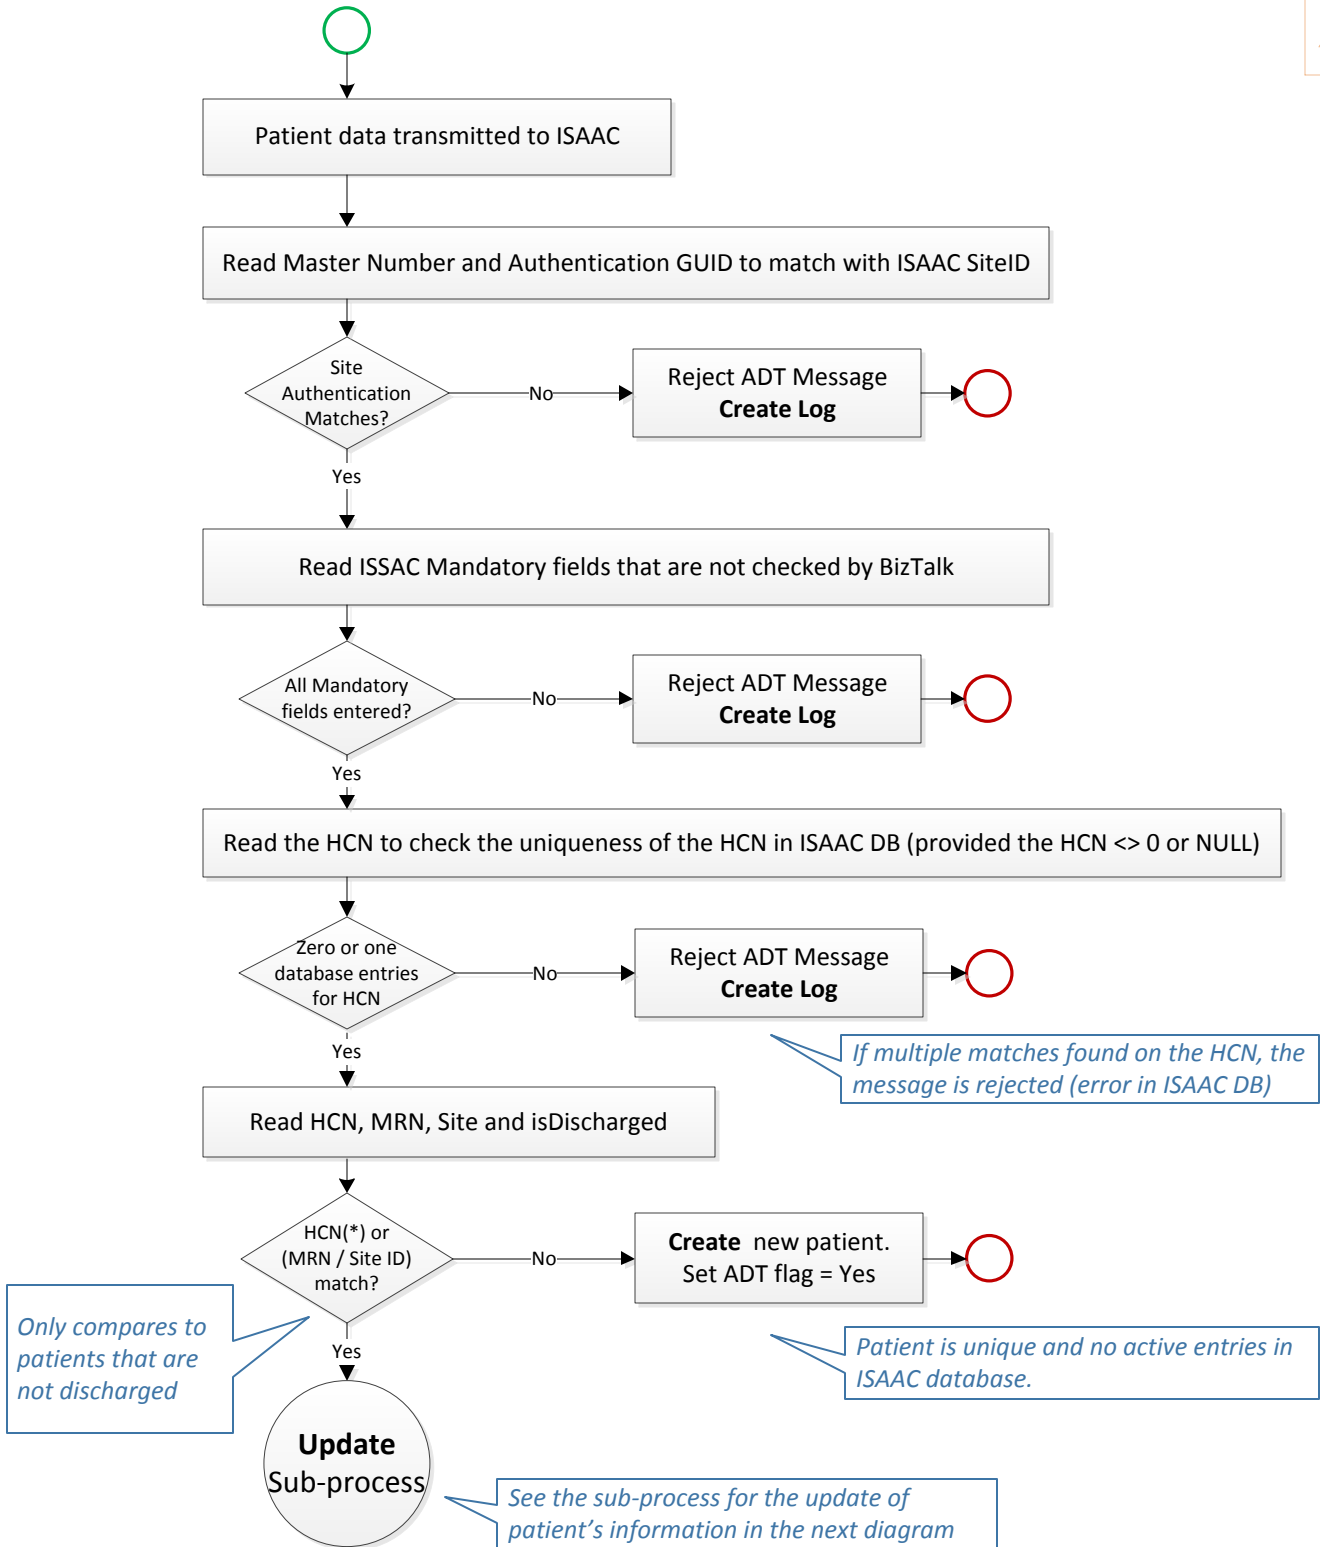 Patient data transmitted to ISAAC
Read Master Number and Authentication GUID to match with ISAAC SiteID
Site
Authentication
Matches?
No
Reject ADT Message
Create Log
Yes
Read ISSAC Mandatory fields that are not checked by BizTalk
All Mandatory
fields entered?
No
Reject ADT Message
Create Log
Yes
Read the HCN to check the uniqueness of the HCN in ISAAC DB (provided the HCN <> 0 or NULL)
Zero or one
database entries
for HCN
No
Reject ADT Message
Create Log
If multiple matches found on the HCN, the
message is rejected (error in ISAAC DB)
Yes
Read HCN, MRN, Site and isDischarged
HCN(*) or
(MRN / Site ID)
match?
No
Create new patient.
Set ADT flag = Yes
Only compares to
patients that are
not discharged
Patient is unique and no active entries in
ISAAC database.
Yes
Update
Sub-process
See the sub-process for the update of
patient’s information in the next diagram